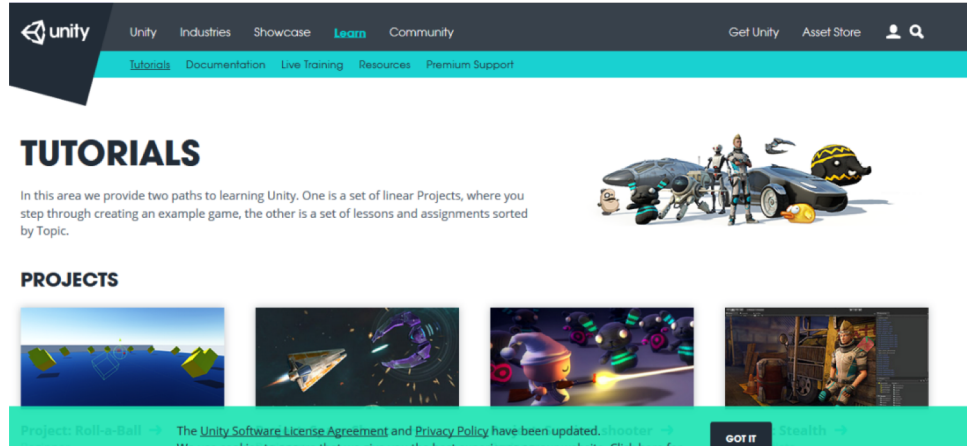 unity
Unity Industries Showcase Learn Community Get Unity Asset Store
Tutorials Documentation Live Training Resources Premium Support
TUTORIALS
In this area we provide two paths to learning Unity. One is a set of linear Projects, where you
step through creating an example game, the other is a set of lessons and assignments sorted
by Topic.
PROJECTS
Project: Roll-a-Ball
shooter
Stealth
The Unity Software License Agreement and Privacy Policy have been updated.
GOT IT